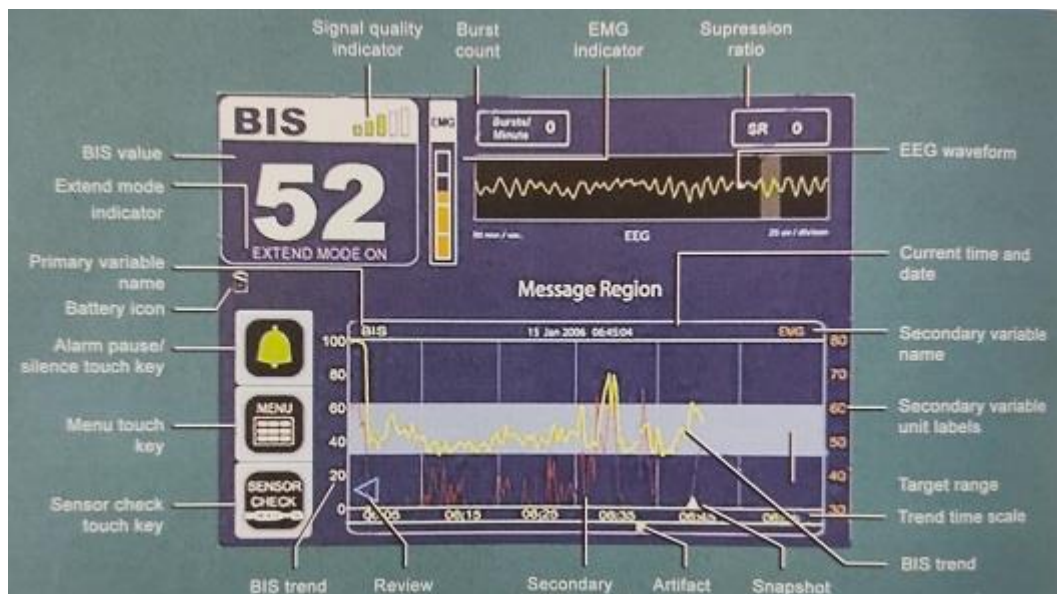 Signal quality
indicator
Burst
count
EMG
indicator
Supression
ratio
BIS
EMG
Bursts/
Minute 0
SR 0
BIS value
52
EEG waveform
Extend mode
indicator
EXTEND MODE ON
EEG
25 uv / division
Primary variable
name
Current time and
date
Battery icon
S
Message Region
Alarm pause/
silence touch key
BIS
15 Jan 2006 06:45:04
EMG
Secondary variable
name
100
80
60
40
20
0
80
70
60
50
40
30
MENU
Menu touch
key
Secondary variable
unit labels
SENSOR
CHECK
Sensor check
touch key
Target range
06:05 06:15 06:25 06:35 06:45
Trend time scale
BIS trend
BIS trend
Review
Secondary
Artifact
Snapshot